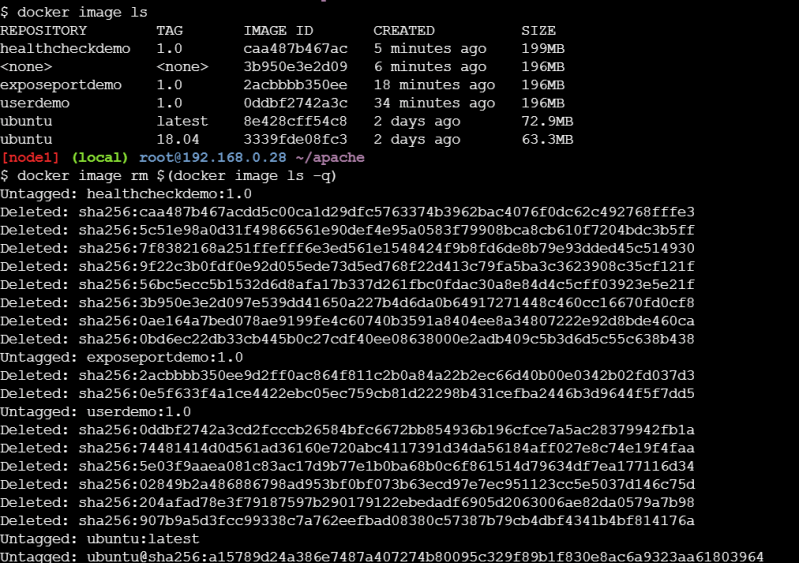 $ docker image ls
REPOSITORY TAG IMAGE ID CREATED SIZE
healthcheckdemo 1.0 caa487b467ac 5 minutes ago 199MB
<none> <none> 3b950e3e2d09 6 minutes ago 196MB
exposeportdemo 1.0 2acbbbb350ee 18 minutes ago 196MB
userdemo 1.0 0ddbf2742a3c 34 minutes ago 196MB
ubuntu latest 8e428cff54c8 2 days ago 72.9MB
ubuntu 18.04 3339fde08fc3 2 days ago 63.3MB
[node1] (local) root@192.168.0.28 ~/apache
$ docker image rm $(docker image ls -q)
Untagged: healthcheckdemo:1.0
Deleted: sha256:caa487b467acdd5c00ca1d29dfc5763374b3962bac4076f0dc62c492768fffe3
Deleted: sha256:5c51e98a0d31f49866561e90def4e95a0583f79908bca8cb610f7204bdc3b5ff
Deleted: sha256:7f8382168a251ffefff6e3ed561e1548424f9b8fd6de8b79e93dded45c514930
Deleted: sha256:9f22c3b0fdf0e92d055ede73d5ed768f22d413c79fa5ba3c3623908c35cf121f
Deleted: sha256:56bc5ecc5b1532d6d8afa17b337d261fbc0fdac30a8e84d4c5cff03923e5e21f
Deleted: sha256:3b950e3e2d097e539dd41650a227b4d6da0b64917271448c460cc16670fd0cf8
Deleted: sha256:0ae164a7bed078ae9199fe4c60740b3591a8404ee8a34807222e92d8bde460ca
Deleted: sha256:0bd6ec22db33cb445b0c27cdf40ee08638000e2adb409c5b3d6d5c55c638b438
Untagged: exposeportdemo:1.0
Deleted: sha256:2acbbbb350ee9d2ff0ac864f811c2b0a84a22b2ec66d40b00e0342b02fd037d3
Deleted: sha256:0e5f633f4a1ce4422ebc05ec759cb81d22298b431cefba2446b3d9644f5f7dd5
Untagged: userdemo:1.0
Deleted: sha256:0ddbf2742a3cd2fcccb26584bfc6672bb854936b196cfce7a5ac28379942fb1a
Deleted: sha256:74481414d0d561ad36160e720abc4117391d34da56184aff027e8c74e19f4faa
Deleted: sha256:5e03f9aaea081c83ac17d9b77e1b0ba68b0c6f861514d79634df7ea177116d34
Deleted: sha256:02849b2a486886798ad953bf0bf073b63ecd97e7ec951123cc5e5037d146c75d
Deleted: sha256:204afad78e3f79187597b290179122ebedadf6905d2063006ae82da0579a7b98
Deleted: sha256:907b9a5d3fcc99338c7a762eefbad08380c57387b79cb4dbf4341b4bf814176a
Untagged: ubuntu:latest
Untagged: ubuntu@sha256:a15789d24a386e7487a407274b80095c329f89b1f830e8ac6a9323aa61803964